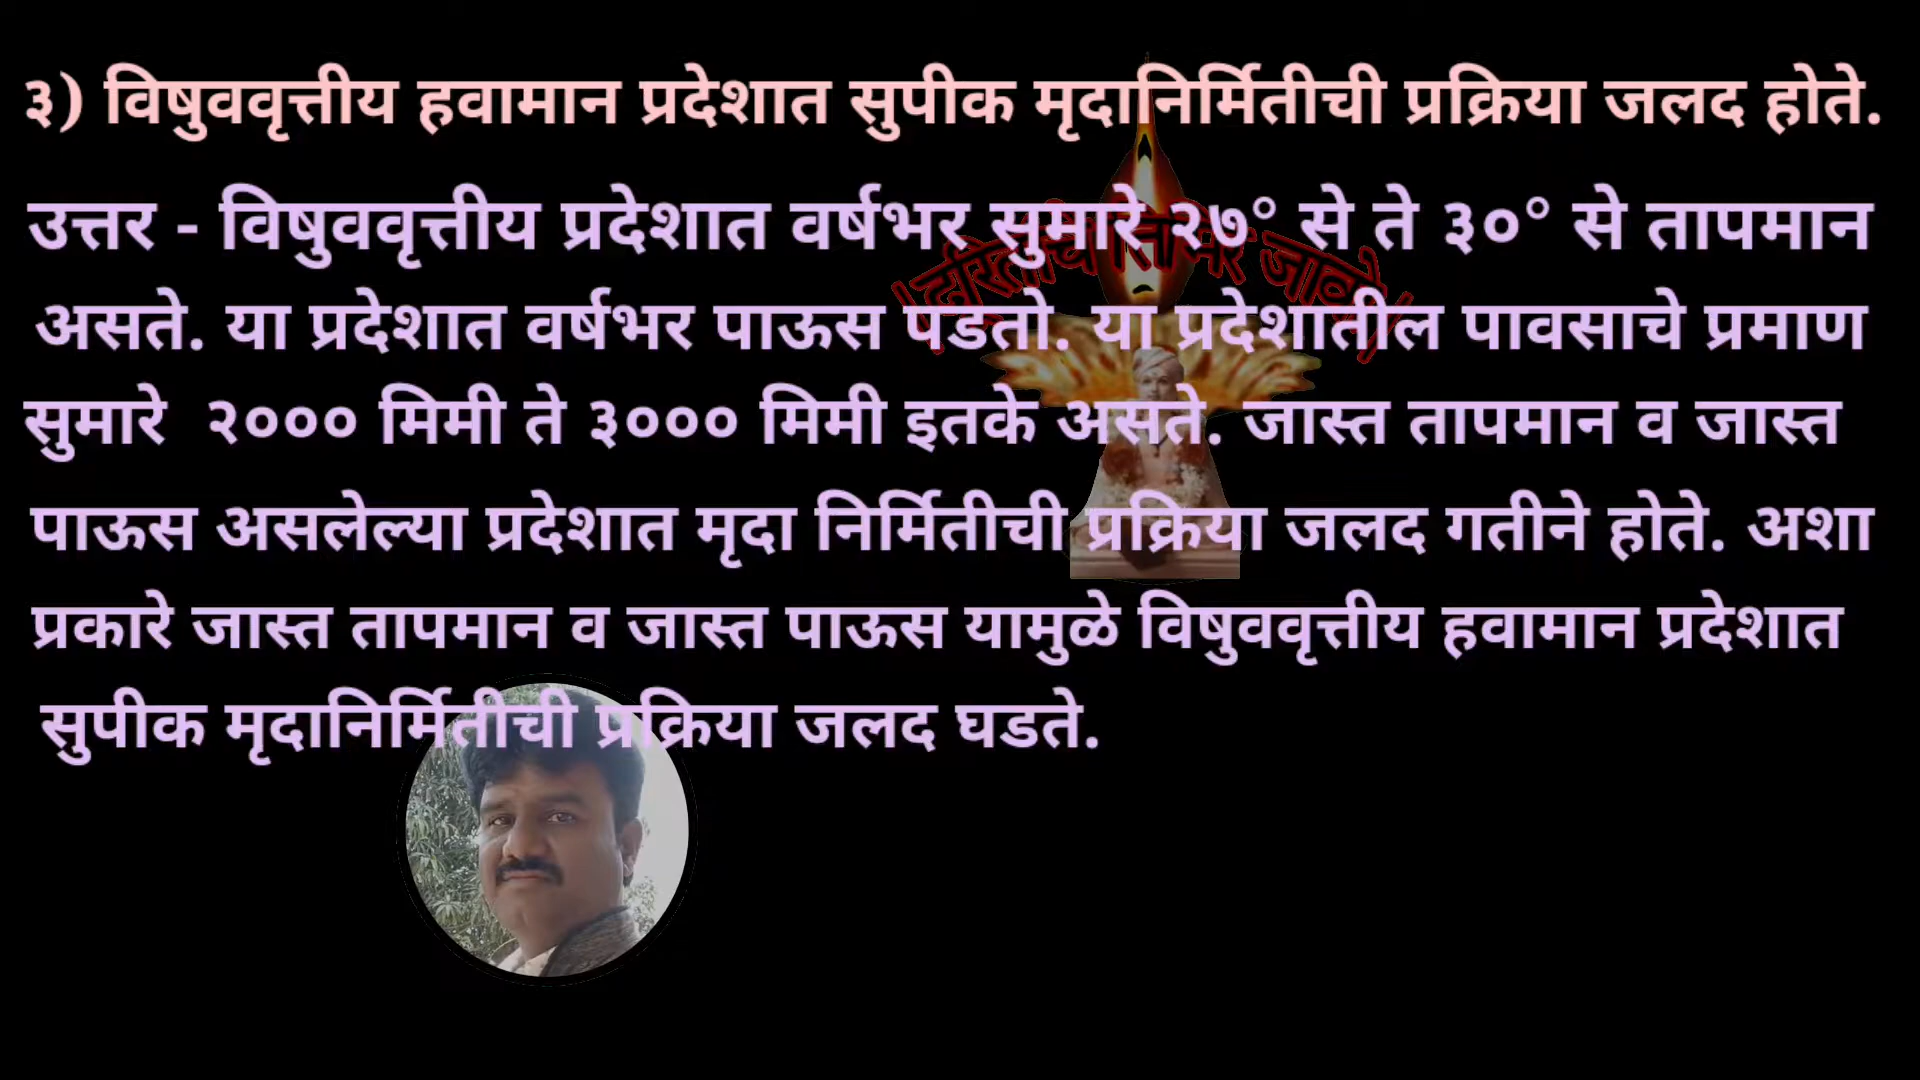 ३) विषुववृत्तीय हवामान प्रदेशात सुपीक मृदानिर्मितीची प्रक्रिया जलद होते.
उत्तर - विषुववृत्तीय प्रदेशात वर्षभर सुमारे २७° से ते ३०° से तापमान
असते. या प्रदेशात वर्षभर पाऊस पडतो. या प्रदेशातील पावसाचे प्रमाण
सुमारे २००० मिमी ते ३००० मिमी इतके असते. जास्त तापमान व जास्त
पाऊस असलेल्या प्रदेशात मृदा निर्मितीची प्रक्रिया जलद गतीने होते. अशा
प्रकारे जास्त तापमान व जास्त पाऊस यामुळे विषुववृत्तीय हवामान प्रदेशात
सुपीक मृदानिर्मितीची प्रक्रिया जलद घडते.